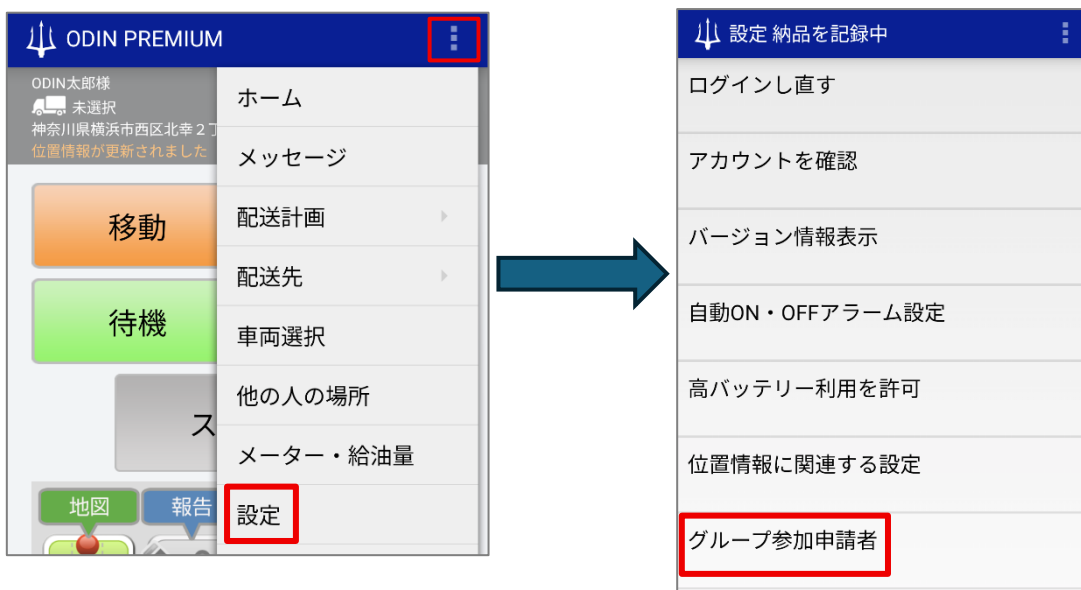 ODIN PREMIUM
ODIN太郎様
未選択
神奈川県横浜市西区北幸2丁
位置情報が更新されました
移動
待機
ス
地図
報告
ホーム
メッセージ
配送計画
配送先
車両選択
他の人の場所
メーター・給油量
設定
設定 納品を記録中
ログインし直す
アカウントを確認
バージョン情報表示
自動ON・OFFアラーム設定
高バッテリー利用を許可
位置情報に関連する設定
グループ参加申請者